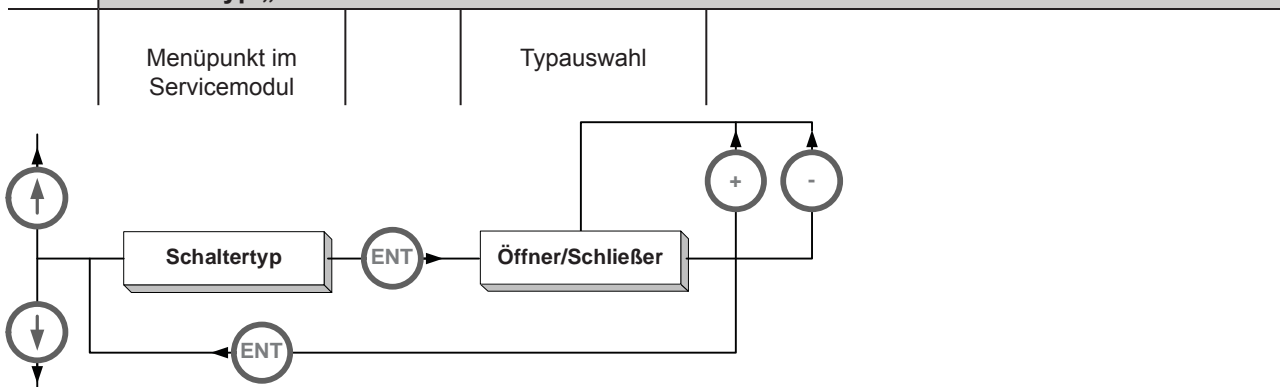 Menüpunkt im
Servicemodul
Typauswahl
+ -
Schaltertyp
ENT
Öffner/Schließer
ENT